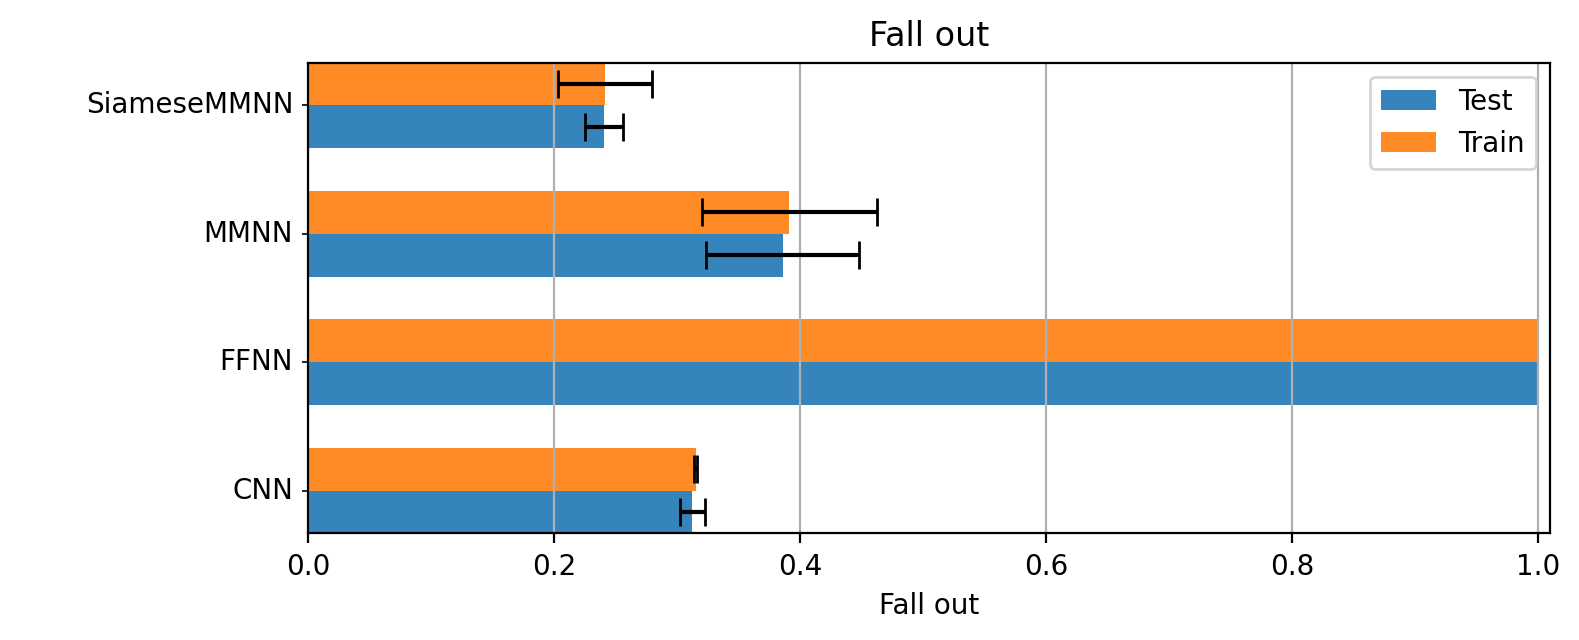 Fall out
SiameseMMNN
MMNN
FFNN
CNN
Test
Train
0.0 0.2 0.4 0.6 0.8 1.0
Fall out